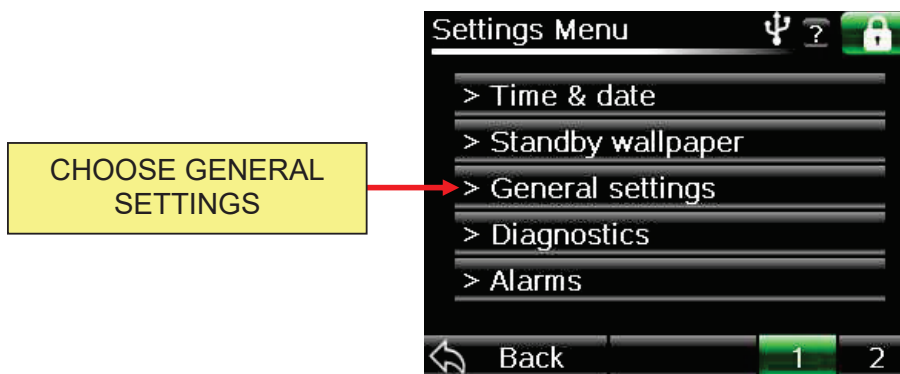 Settings Menu ?
> Time & date
> Standby wallpaper
CHOOSE GENERAL
SETTINGS
> General settings
> Diagnostics
> Alarms
Back 1 2